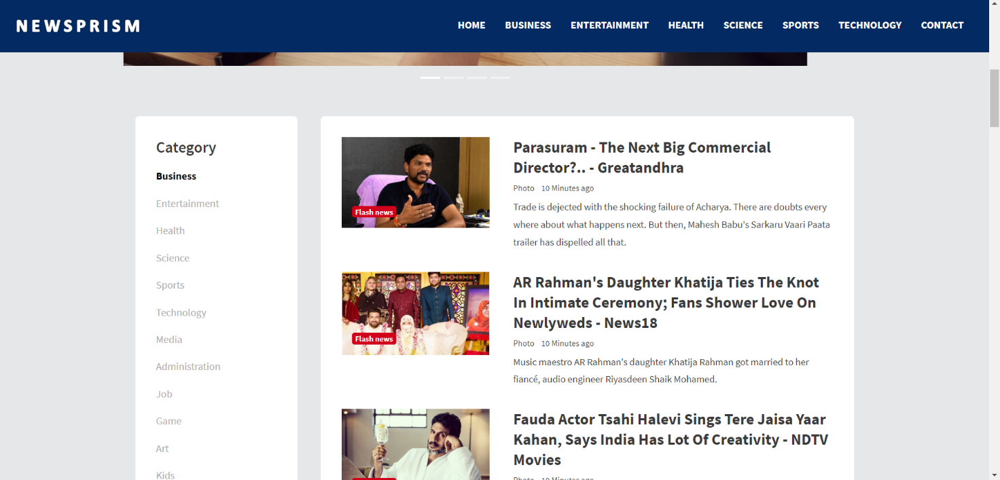 NEWSPRISM
HOME BUSINESS ENTERTAINMENT HEALTH SCIENCE SPORTS TECHNOLOGY CONTACT
Category
Business
Entertainment
Health
Science
Sports
Technology
Media
Administration
Job
Game
Art
Kids
Flash news
Parasuram - The Next Big Commercial
Director?.. - Greatandhra
Photo 10 Minutes ago
Trade is dejected with the shocking failure of Acharya. There are doubts every
where about what happens next. But then, Mahesh Babu's Sarkaru Vaari Paata
trailer has dispelled all that.
Flash news
AR Rahman's Daughter Khatija Ties The Knot
In Intimate Ceremony; Fans Shower Love On
Newlyweds - News18
Photo 10 Minutes ago
Music maestro AR Rahman's daughter Khatija Rahman got married to her
fiancé, audio engineer Riyasdeen Shaik Mohamed.
Fauda Actor Tsahi Halevi Sings Tere Jaisa Yaar
Kahan, Says India Has Lot Of Creativity - NDTV
Movies
Photo 10 Minutes ago